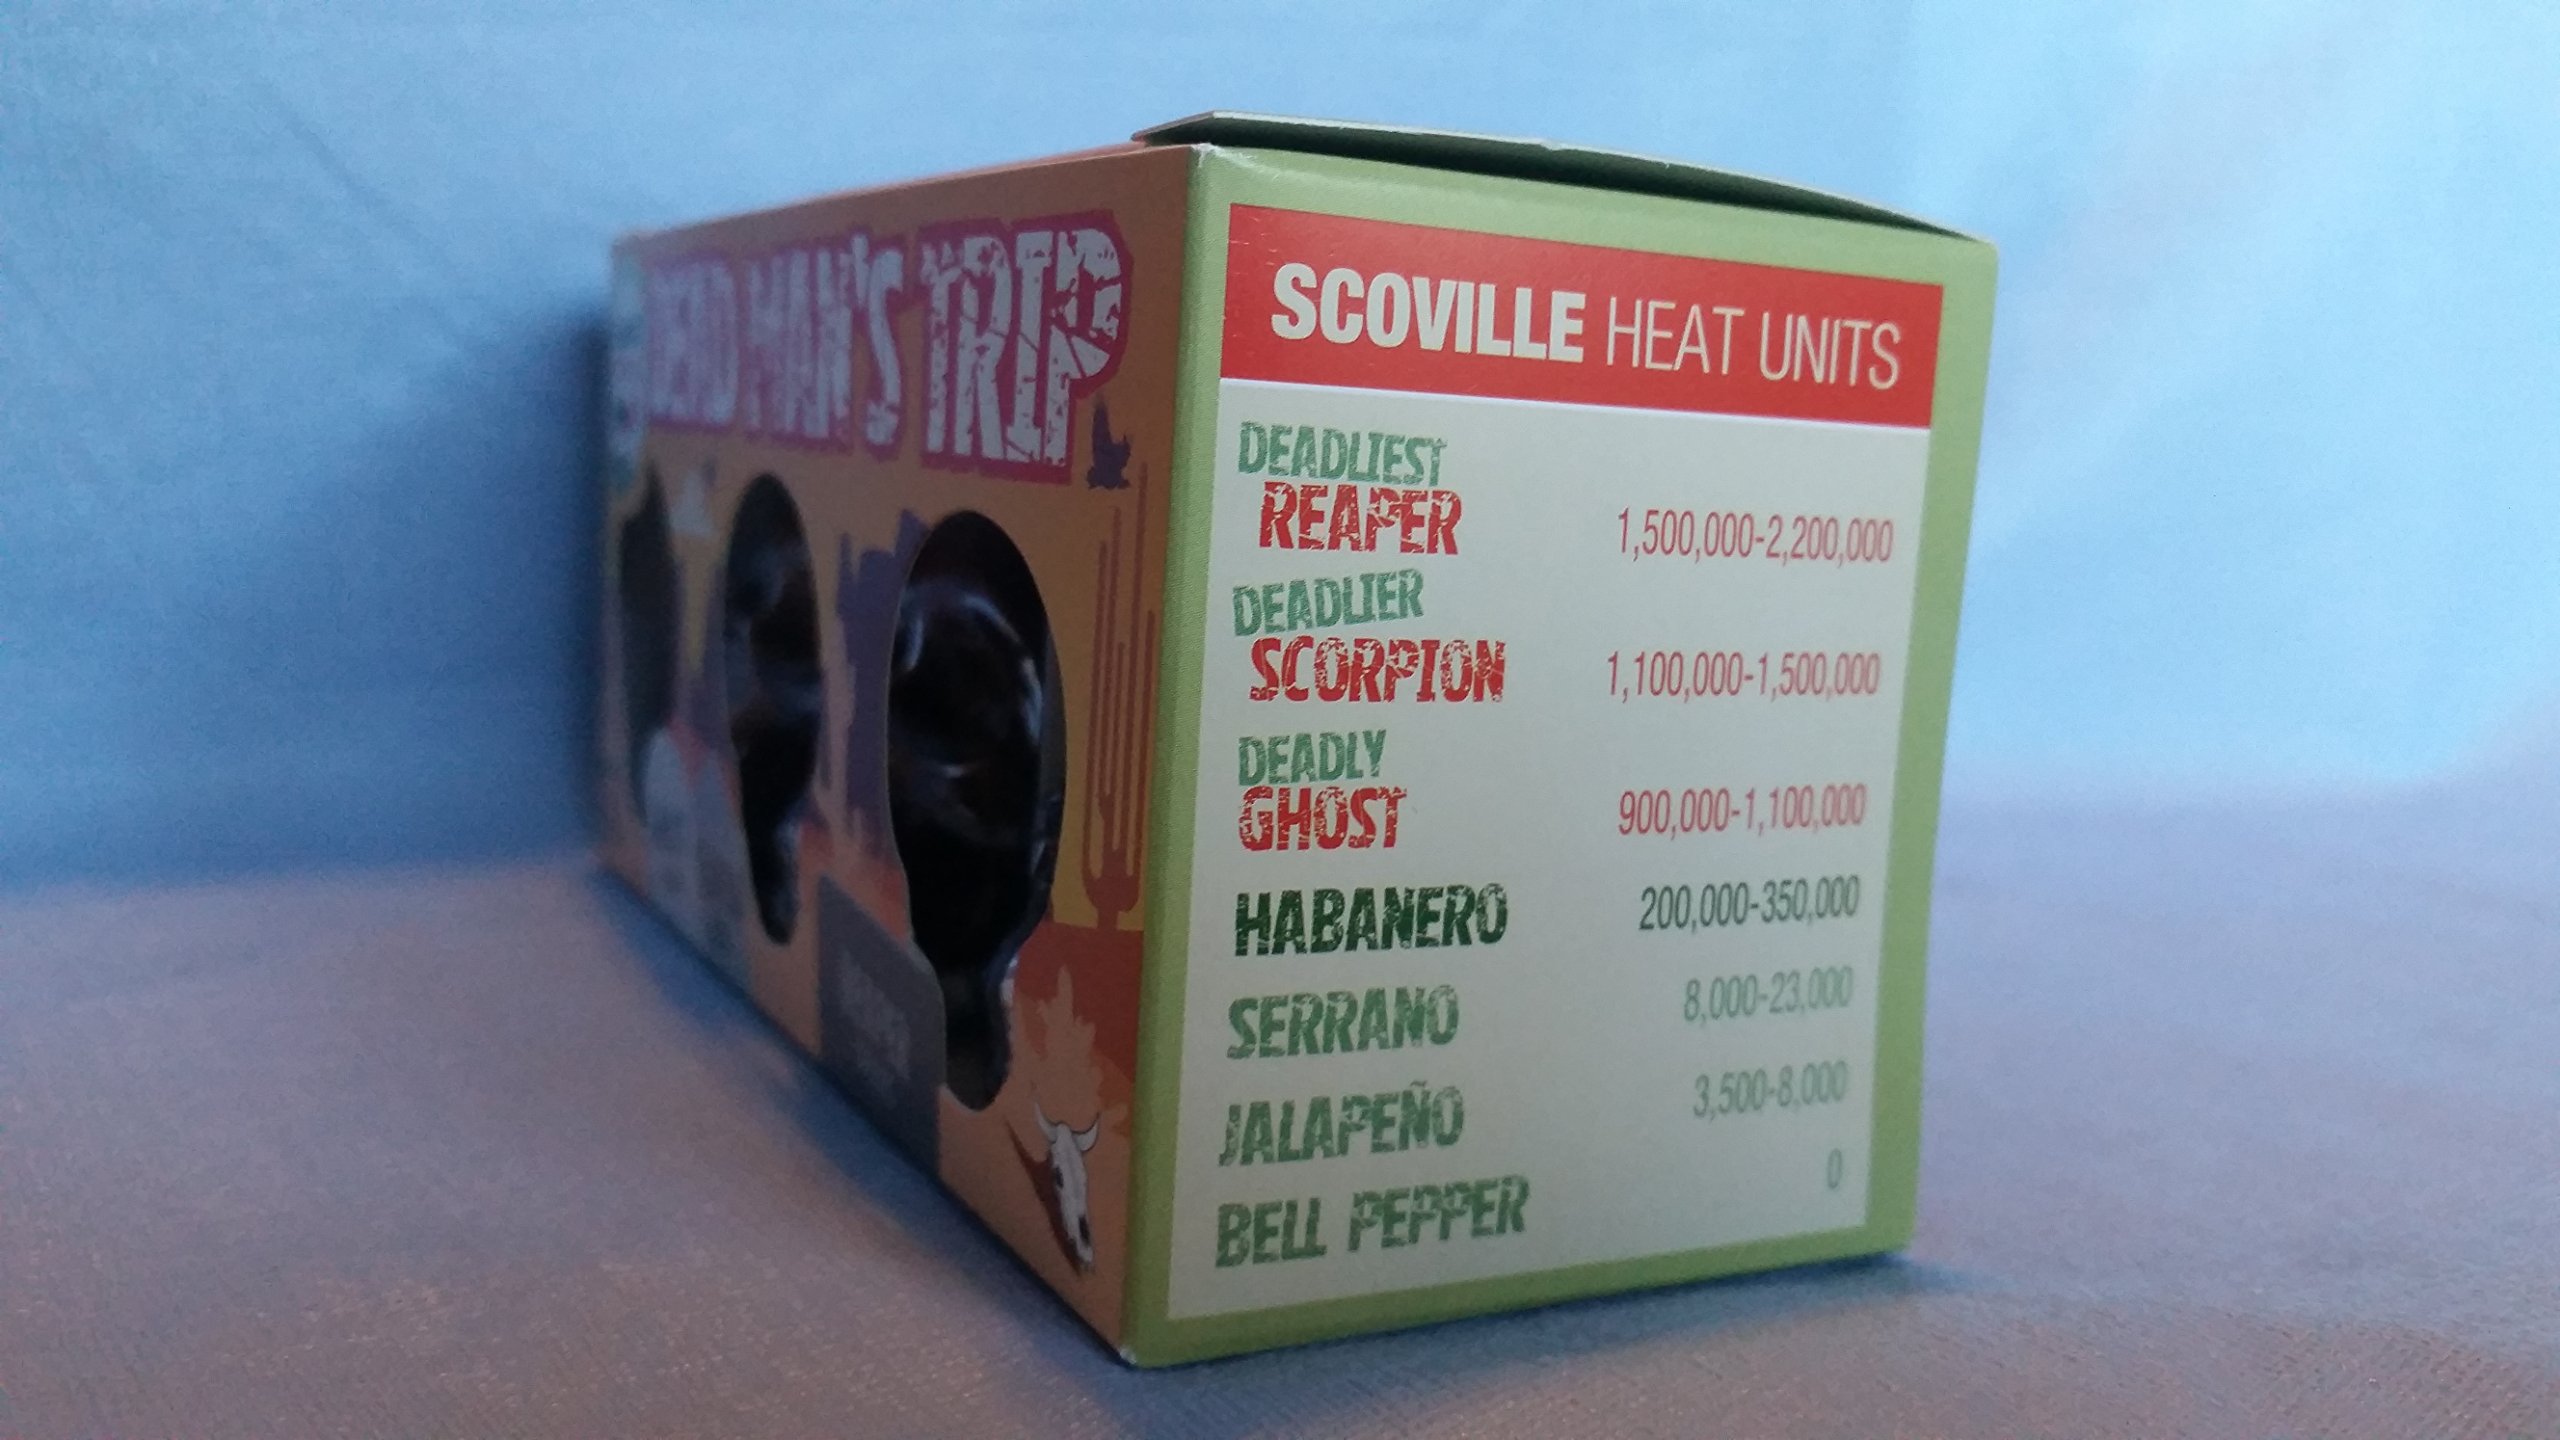 DEAD MAN'S TRIP
SCOVILLE HEAT UNITS
DEADLIEST
REAPER 1,500,000-2,200,000
DEADLIER
SCORPION 1,100,000-1,500,000
DEADLY
GHOST 900,000-1,100,000
HABANERO 200,000-350,000
SERRANO 8,000-23,000
JALAPEÑO 3,500-8,000
BELL PEPPER 0